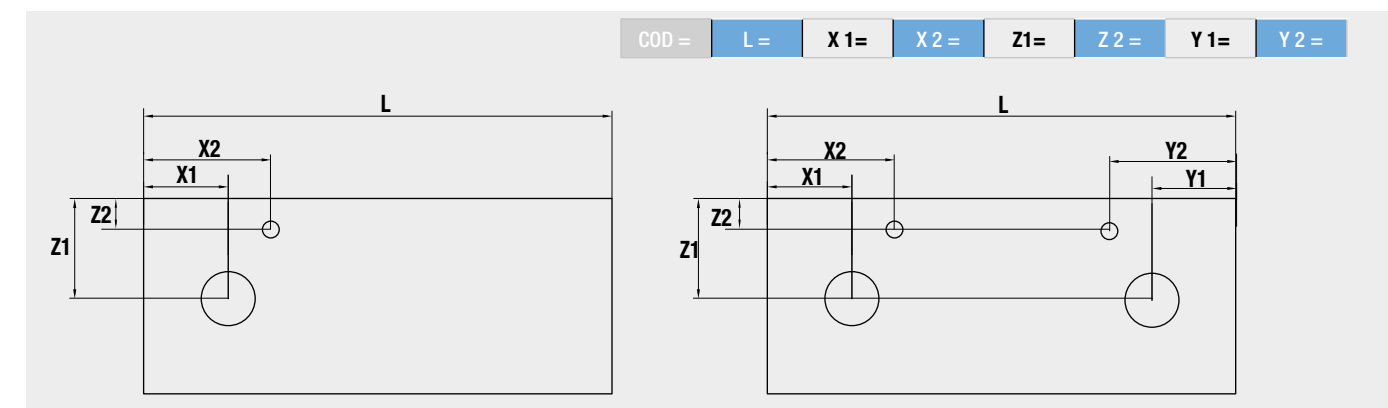 COD = L = X 1= X 2 = Z1= Z 2 = Y 1= Y 2 =
L L
X2 X2 Y2
X1 X1 Y1
Z2 Z2
Z1 Z1